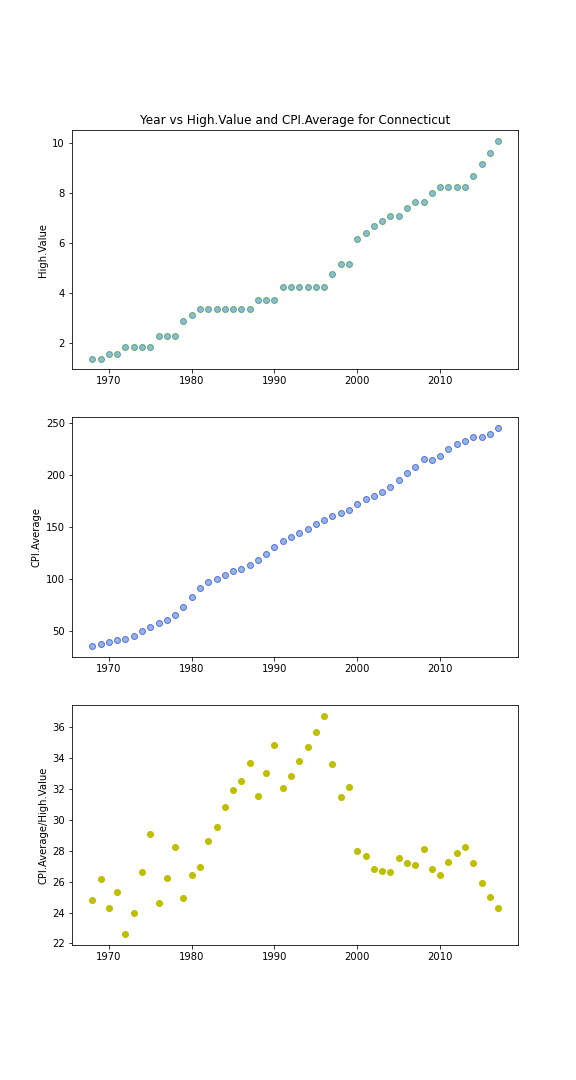 Year vs High.Value and CPI.Average for Connecticut
10
8
6
4
2
High.Value
1970 1980 1990 2000 2010
250
200
150
100
50
CPI.Average
1970 1980 1990 2000 2010
36
34
32
30
28
26
24
22
CPI.Average/High.Value
1970 1980 1990 2000 2010